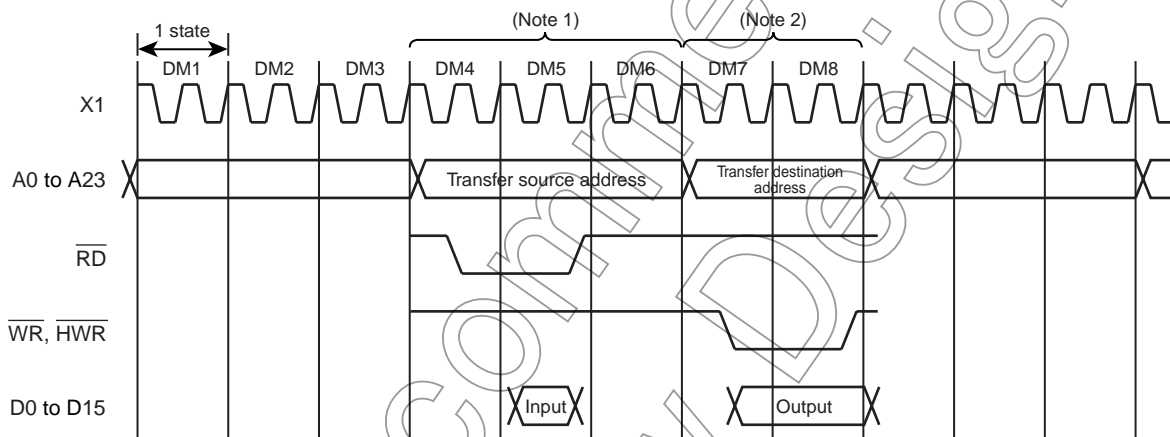 (Note 1) (Note 2)
1 state
DM1 DM2 DM3 DM4 DM5 DM6 DM7 DM8
X1
A0 to A23 Transfer source address Transfer destination
address
RD
WR, HWR
D0 to D15 Input Output